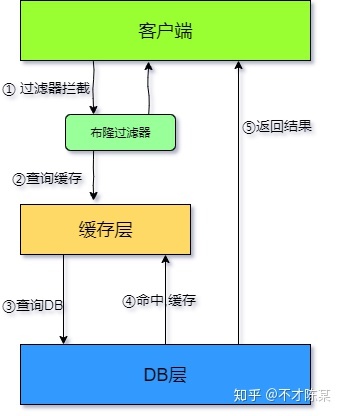 客户端
① 过滤器拦截
布隆过滤器
⑤返回结果
②查询缓存
缓存层
③查询DB
④命中,缓存
DB层
知乎 @不才陈某